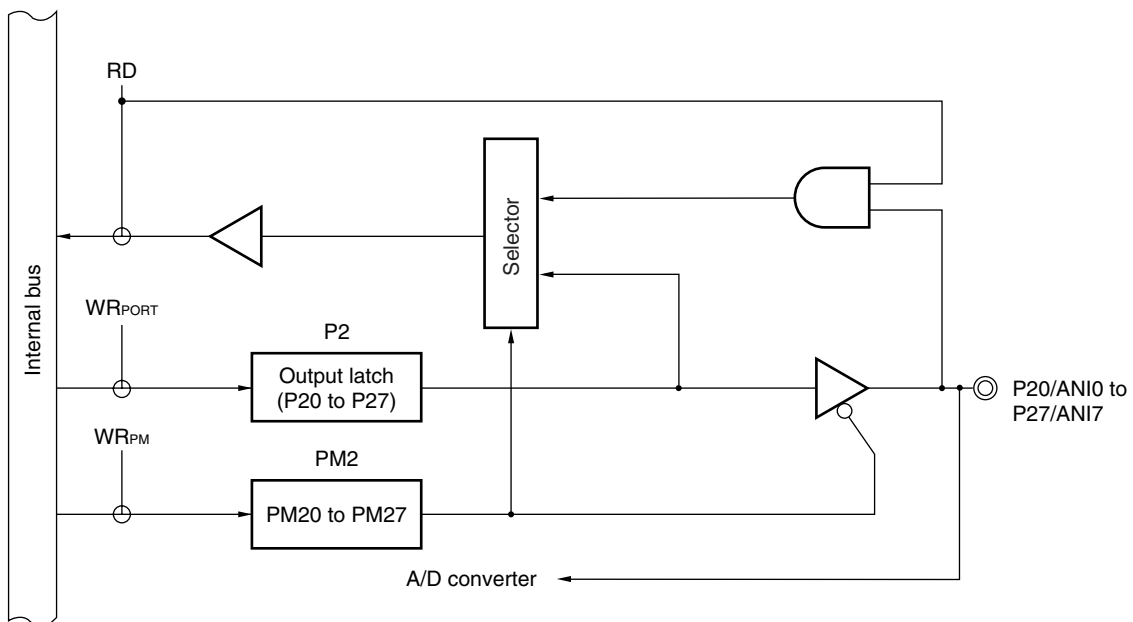 RD
Selector
Internal bus
WRPORT
P2
Output latch
(P20 to P27)
P20/ANI0 to
P27/ANI7
WRPM
PM2
PM20 to PM27
A/D converter